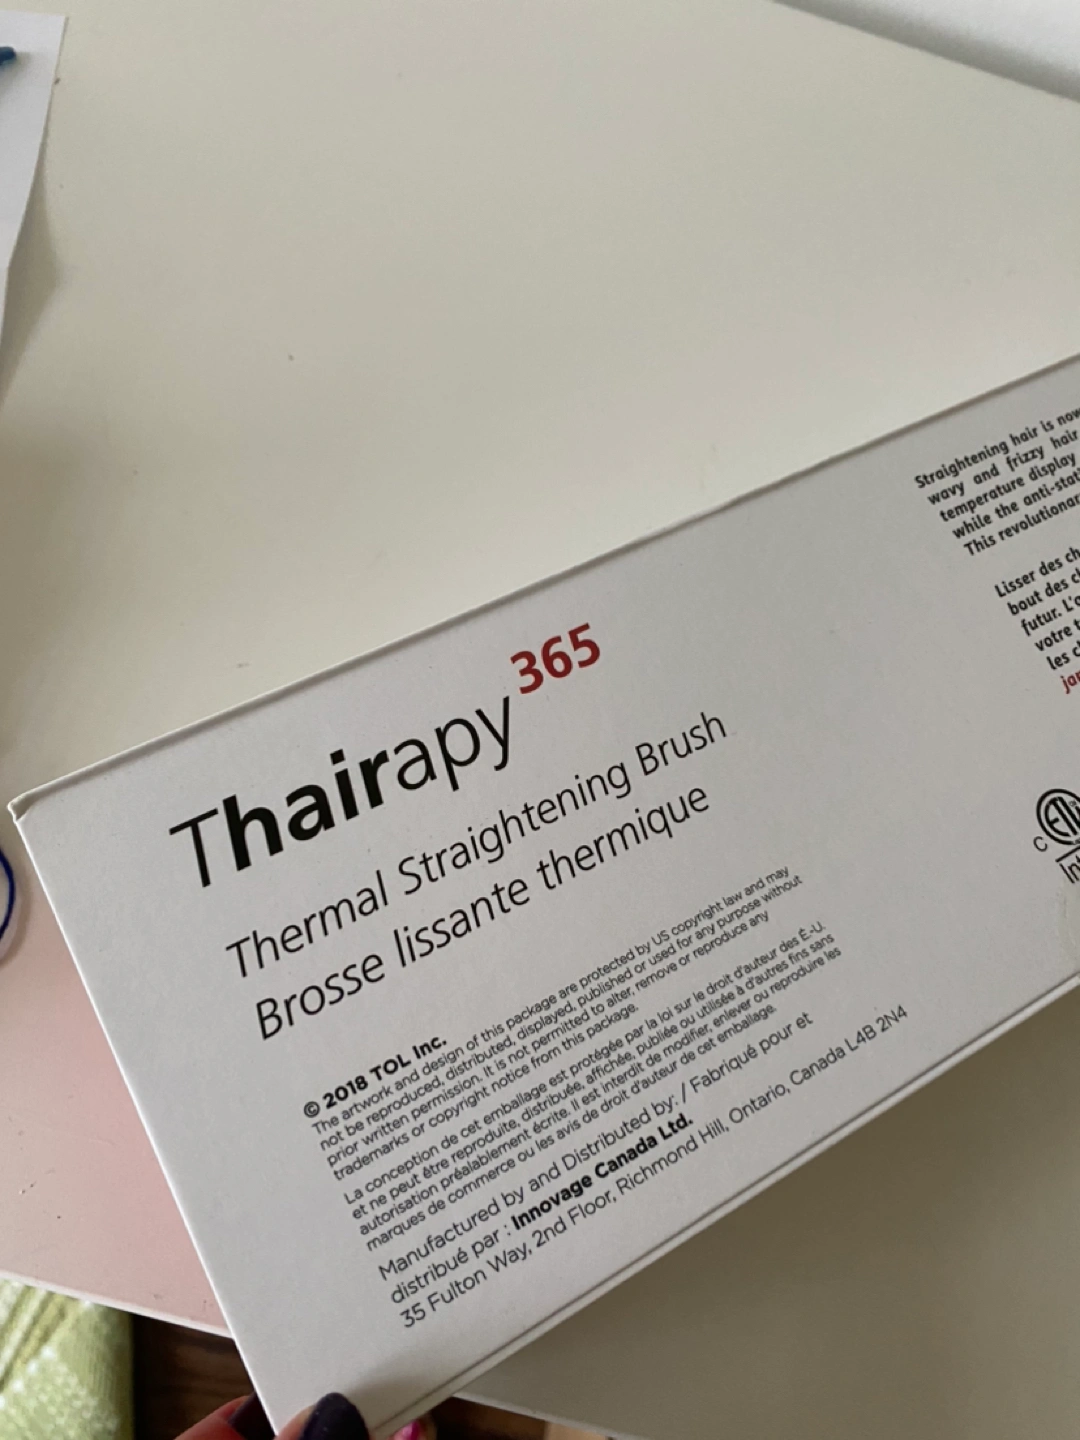 Thairapy365
Thermal Straightening Brush
Brosse lissante thermique
© 2018 TOL Inc.
The artwork and design of this package are protected by US copyright law and may
not be reproduced, distributed, displayed, published or used for any purpose without
prior written permission. It is not permitted to alter, remove or reproduce any
trademarks or copyright notice from this package.
La conception de cet emballage est protégée par la loi sur le droit d'auteur des É-U.
et ne peut être reproduite, distribuée, affichée, publiée ou utilisée à d'autres fins sans
autorisation préalablement écrite. Il est interdit de modifier, enlever ou reproduire les
marques de commerce ou les avis de droit d'auteur de cet emballage.
Manufactured by and Distributed by: / Fabriqué pour et
distribué par : Innovage Canada Ltd.
35 Fulton Way, 2nd Floor, Richmond Hill, Ontario, Canada L4B 2N4
Straightening hair is now
wavy and frizzy hair
temperature display
while the anti-stati
This revolutionar
Lisser des ch
bout des c
futur. L'o
votre t
les c
jar
C ETL
Int